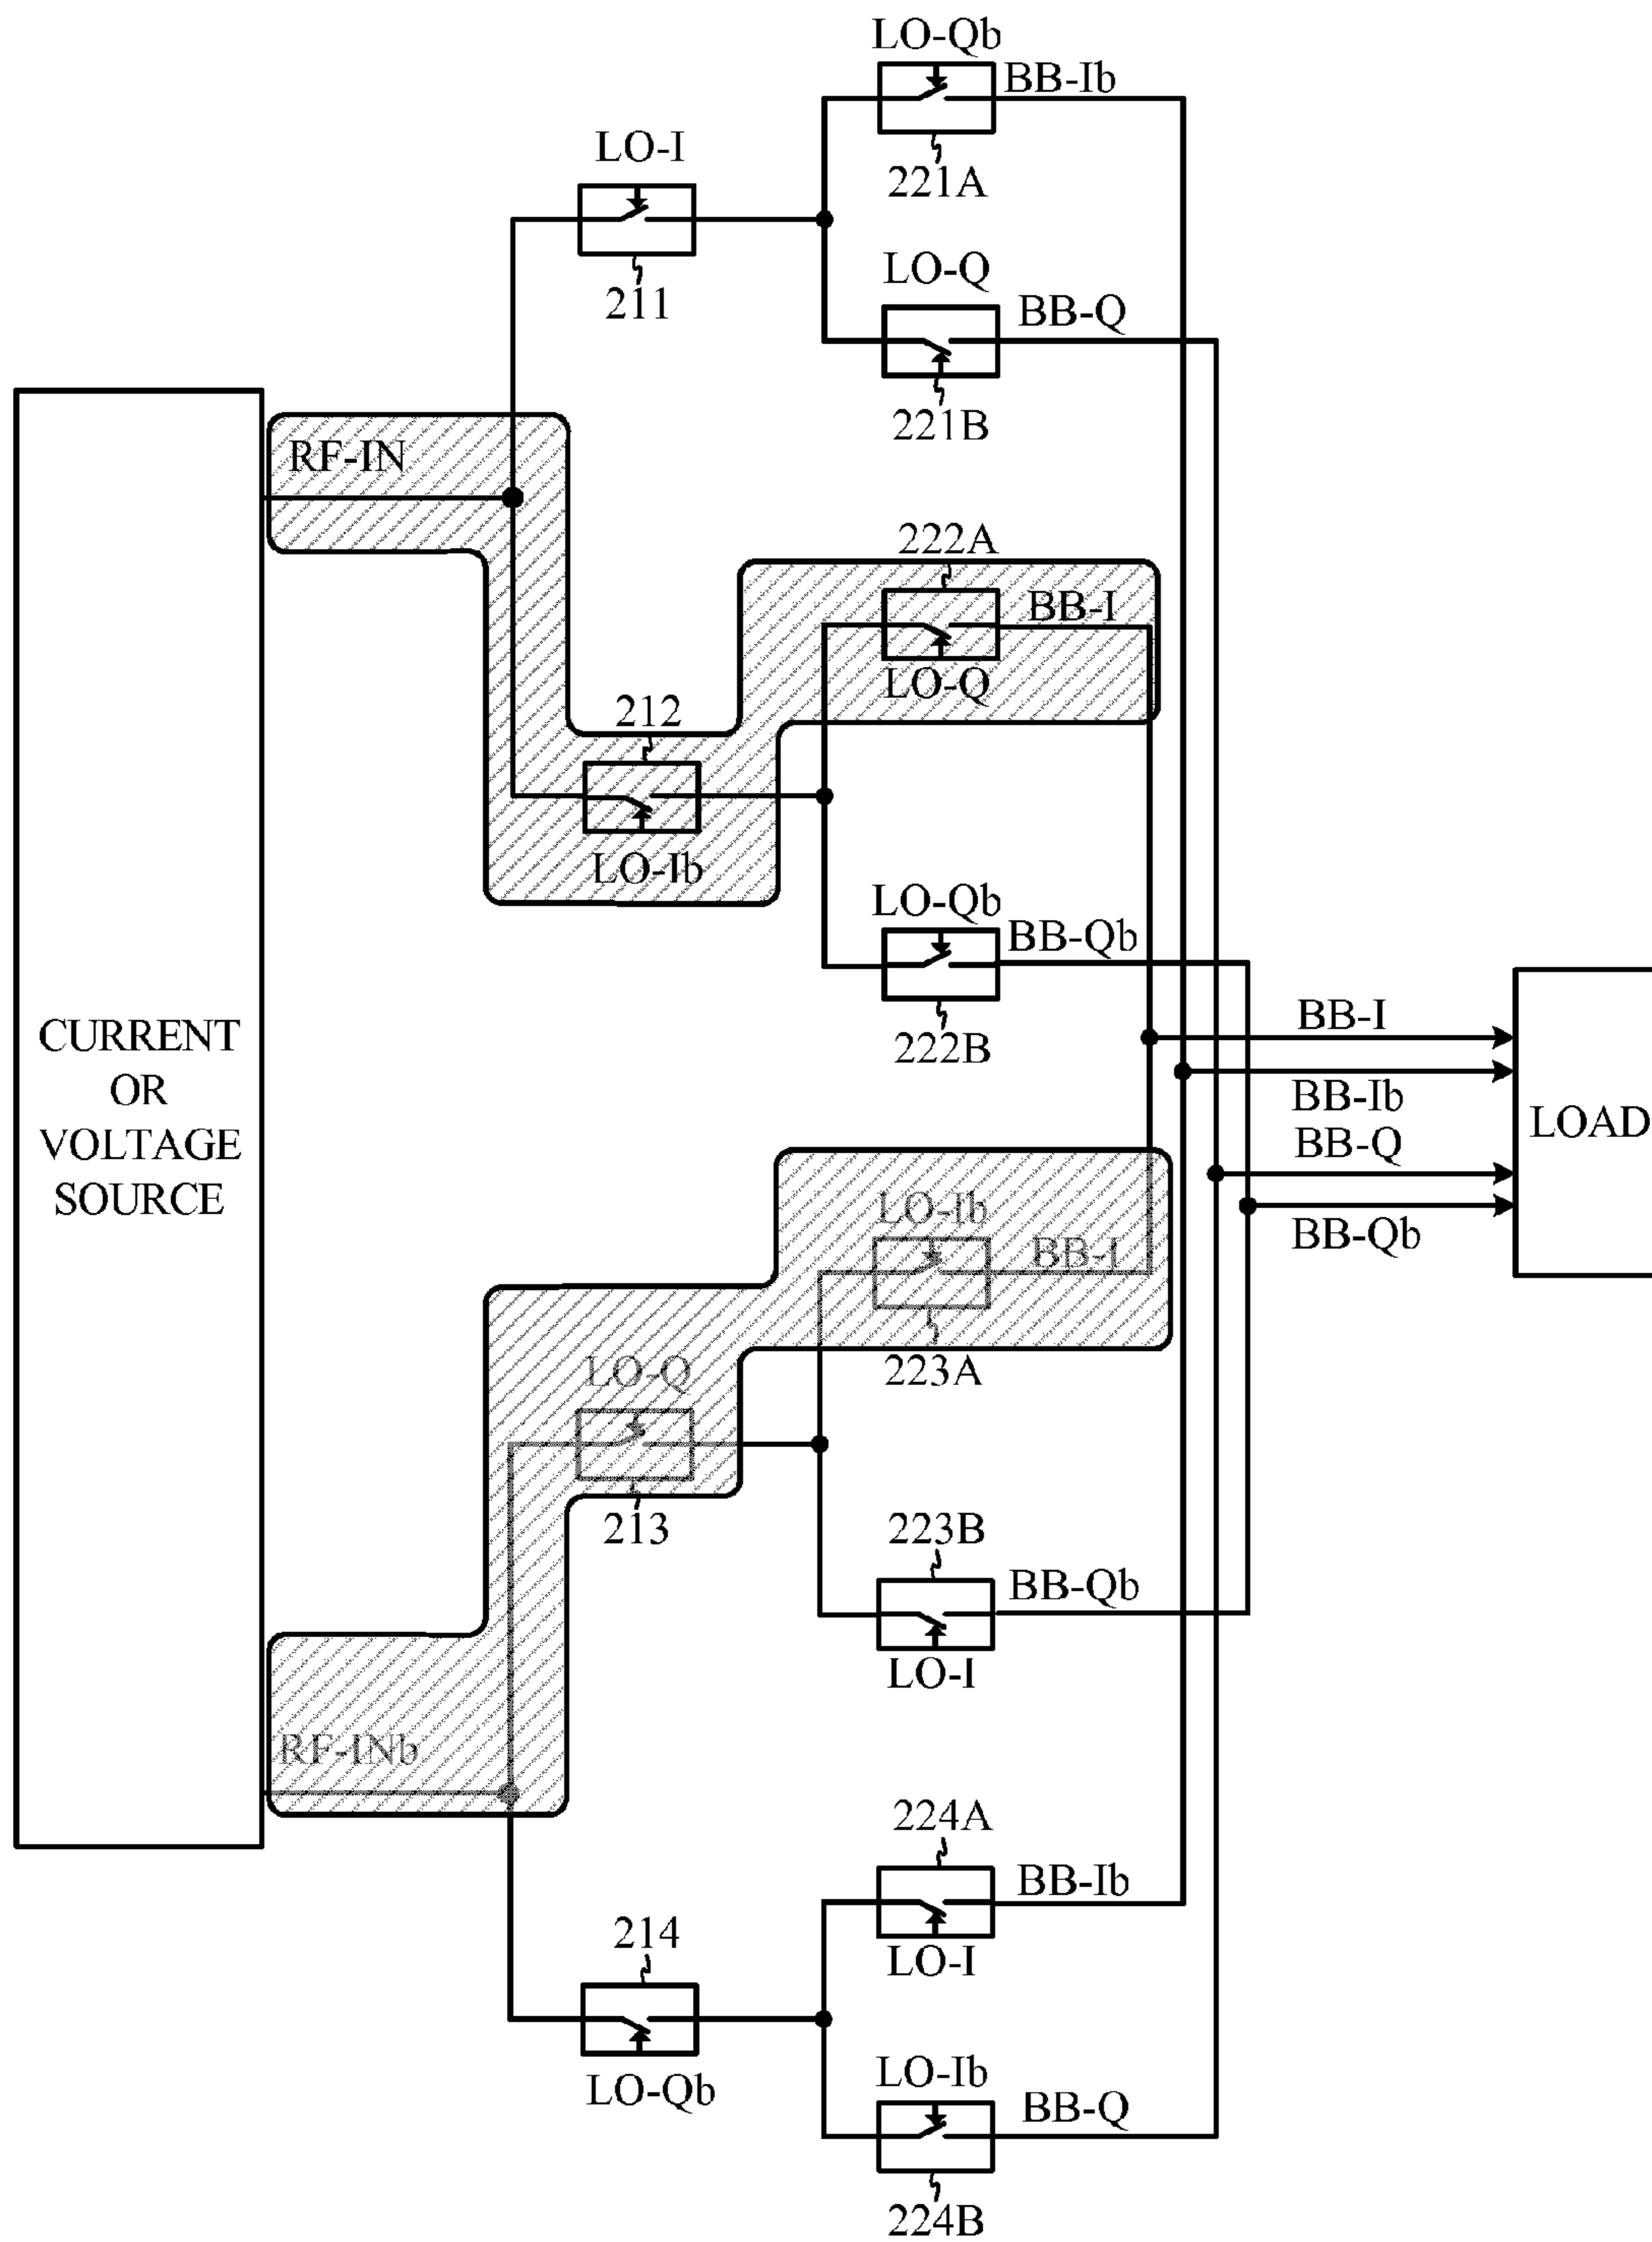 LO-Qb
BB-Ib
221A
LO-I
211
LO-Q
BB-Q
221B
RF-IN
222A
BB-I
LO-Q
212
LO-Ib
LO-Qb
BB-Qb
222B
CURRENT
OR
VOLTAGE
SOURCE
BB-I
BB-Ib
BB-Q
BB-Qb
LOAD
LO-Ib
BB-I
223A
LO-Q
213
223B
BB-Qb
LO-I
RF-INb
224A
BB-Ib
LO-I
214
LO-Qb
LO-Ib
BB-Q
224B